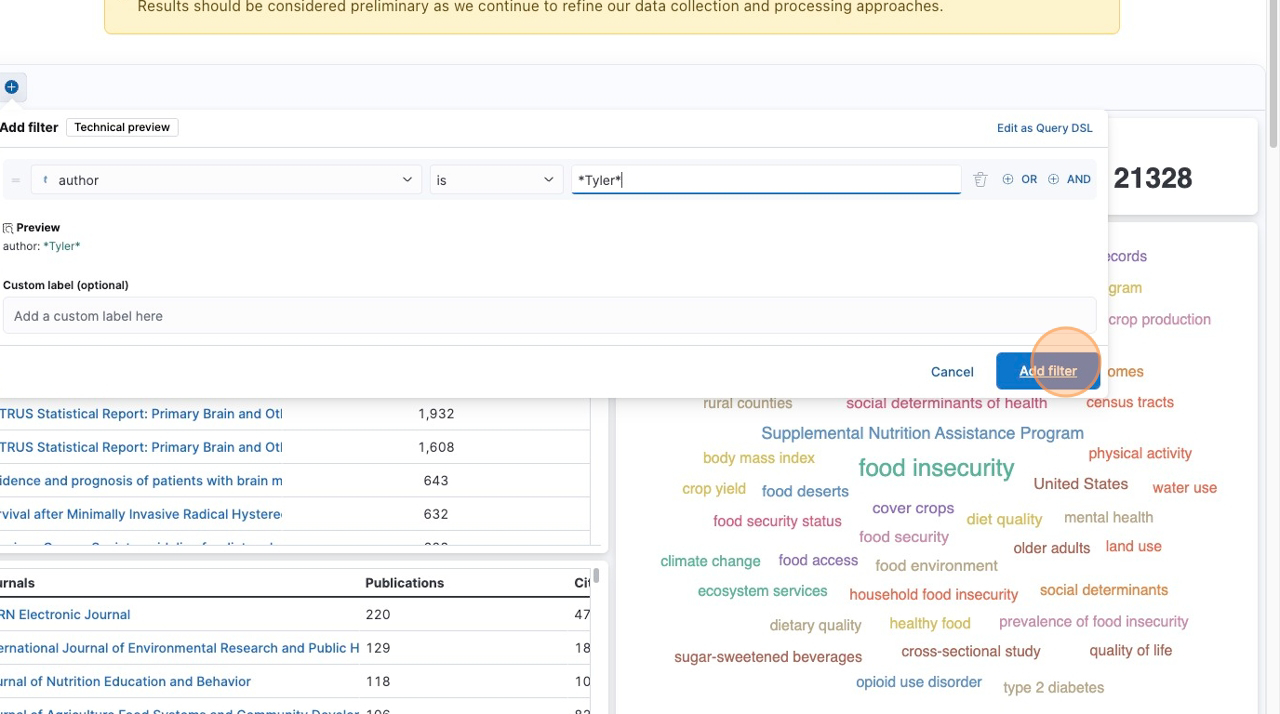 Results should be considered preliminary as we continue to refine our data collection and processing approaches.
Add filter Technical preview Edit as Query DSL
= t author is *Tyler* OR AND
21328
Preview
author: *Tyler*
Custom label (optional)
Add a custom label here
Cancel Add filter
ecords
gram
crop production
omes
TRUS Statistical Report: Primary Brain and Otl 1,932
TRUS Statistical Report: Primary Brain and Otl 1,608
idence and prognosis of patients with brain m 643
rvival after Minimally Invasive Radical Hystere 632
rural counties social determinants of health census tracts
Supplemental Nutrition Assistance Program
body mass index food insecurity physical activity
crop yield food deserts United States water use
food security status cover crops diet quality mental health
food security older adults land use
climate change food access food environment
ecosystem services household food insecurity social determinants
dietary quality healthy food prevalence of food insecurity
sugar-sweetened beverages cross-sectional study quality of life
opioid use disorder type 2 diabetes
urnals Publications Cit
RN Electronic Journal 220 47
ernational Journal of Environmental Research and Public H 129 18
urnal of Nutrition Education and Behavior 118 10